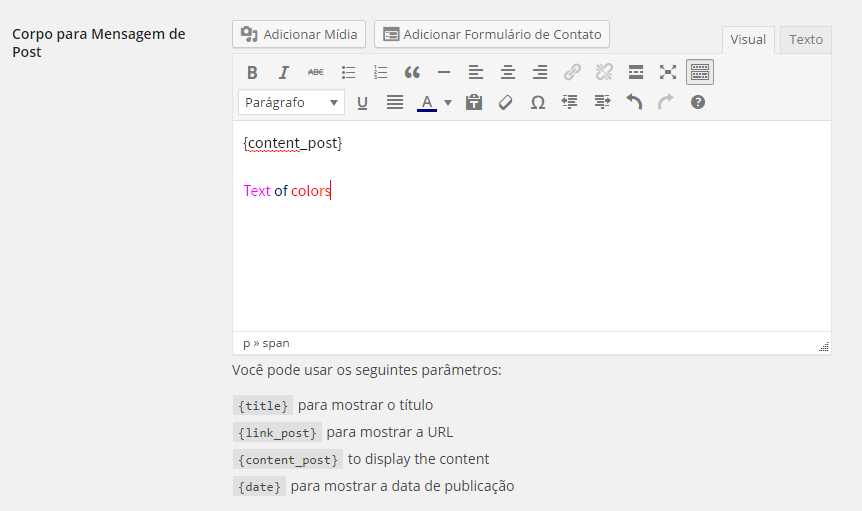 Corpo para Mensagem de
Post
Adicionar Mídia
Adicionar Formulário de Contato
Visual
Texto
B I ABC
Parágrafo U A Ω ?
{content_post}
Text of colors
p » span
Você pode usar os seguintes parâmetros:
{title} para mostrar o título
{link_post} para mostrar a URL
{content_post} to display the content
{date} para mostrar a data de publicação